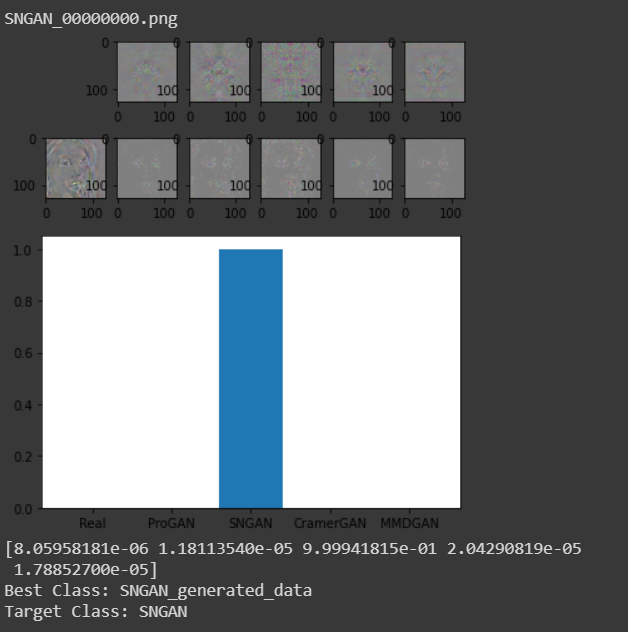 SNGAN_00000000.png
0 0 0 0 0
100 100 100 100 100
0 100 0 100 0 100 0 100 0 100
0 0 0 0 0 0
100 100 100 100 100 100
0 100 0 100 0 100 0 100 0 100 0 100
1.0
0.8
0.6
0.4
0.2
0.0
Real ProGAN SNGAN CramerGAN MMDGAN
[8.05958181e-06 1.18113540e-05 9.99941815e-01 2.04290819e-05
1.78852700e-05]
Best Class: SNGAN_generated_data
Target Class: SNGAN